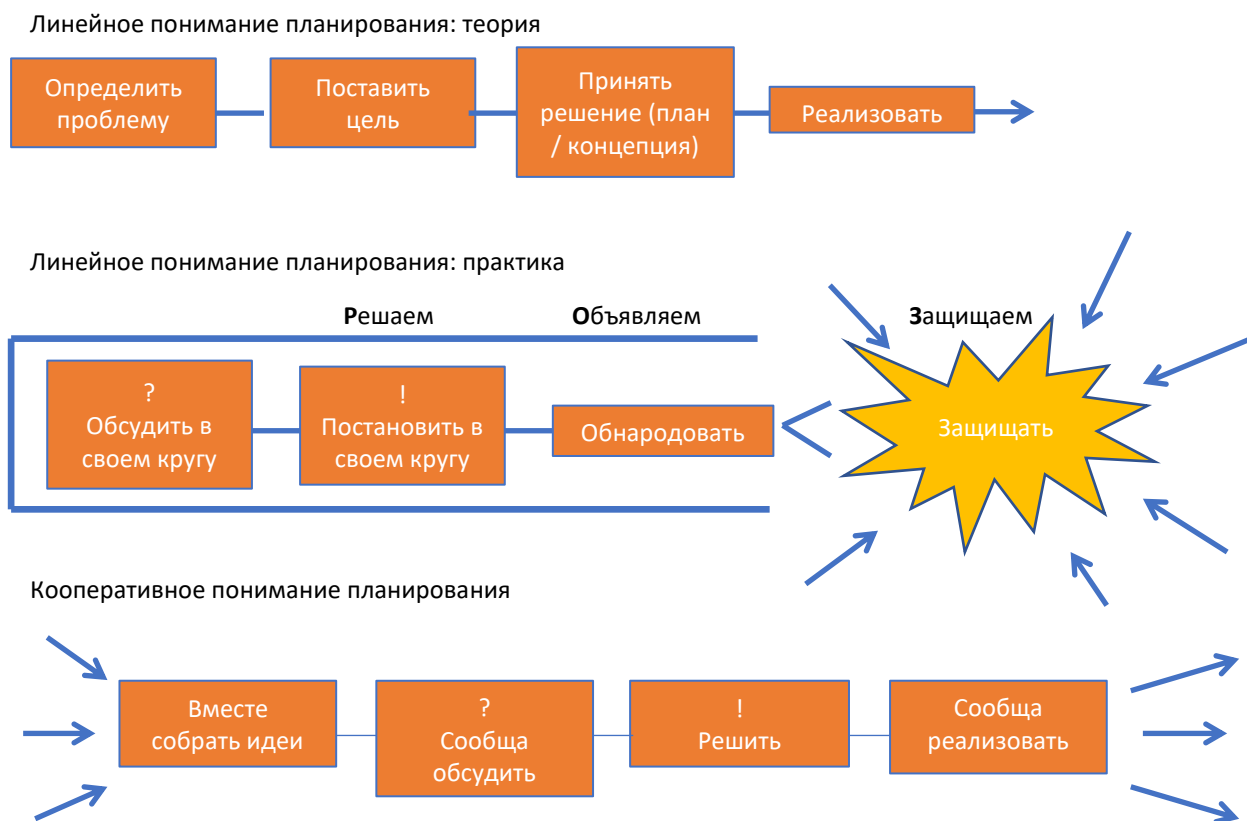 Линейное понимание планирования: теория
Определить
проблему
Поставить
цель
Принять
решение (план
/ концепция)
Реализовать
Линейное понимание планирования: практика
Решаем
Объявляем
Защищаем
?
Обсудить в
своем кругу
!
Постановить в
своем кругу
Обнародовать
Защищать
Кооперативное понимание планирования
Вместе
собрать идеи
?
Сообща
обсудить
!
Решить
Сообща
реализовать